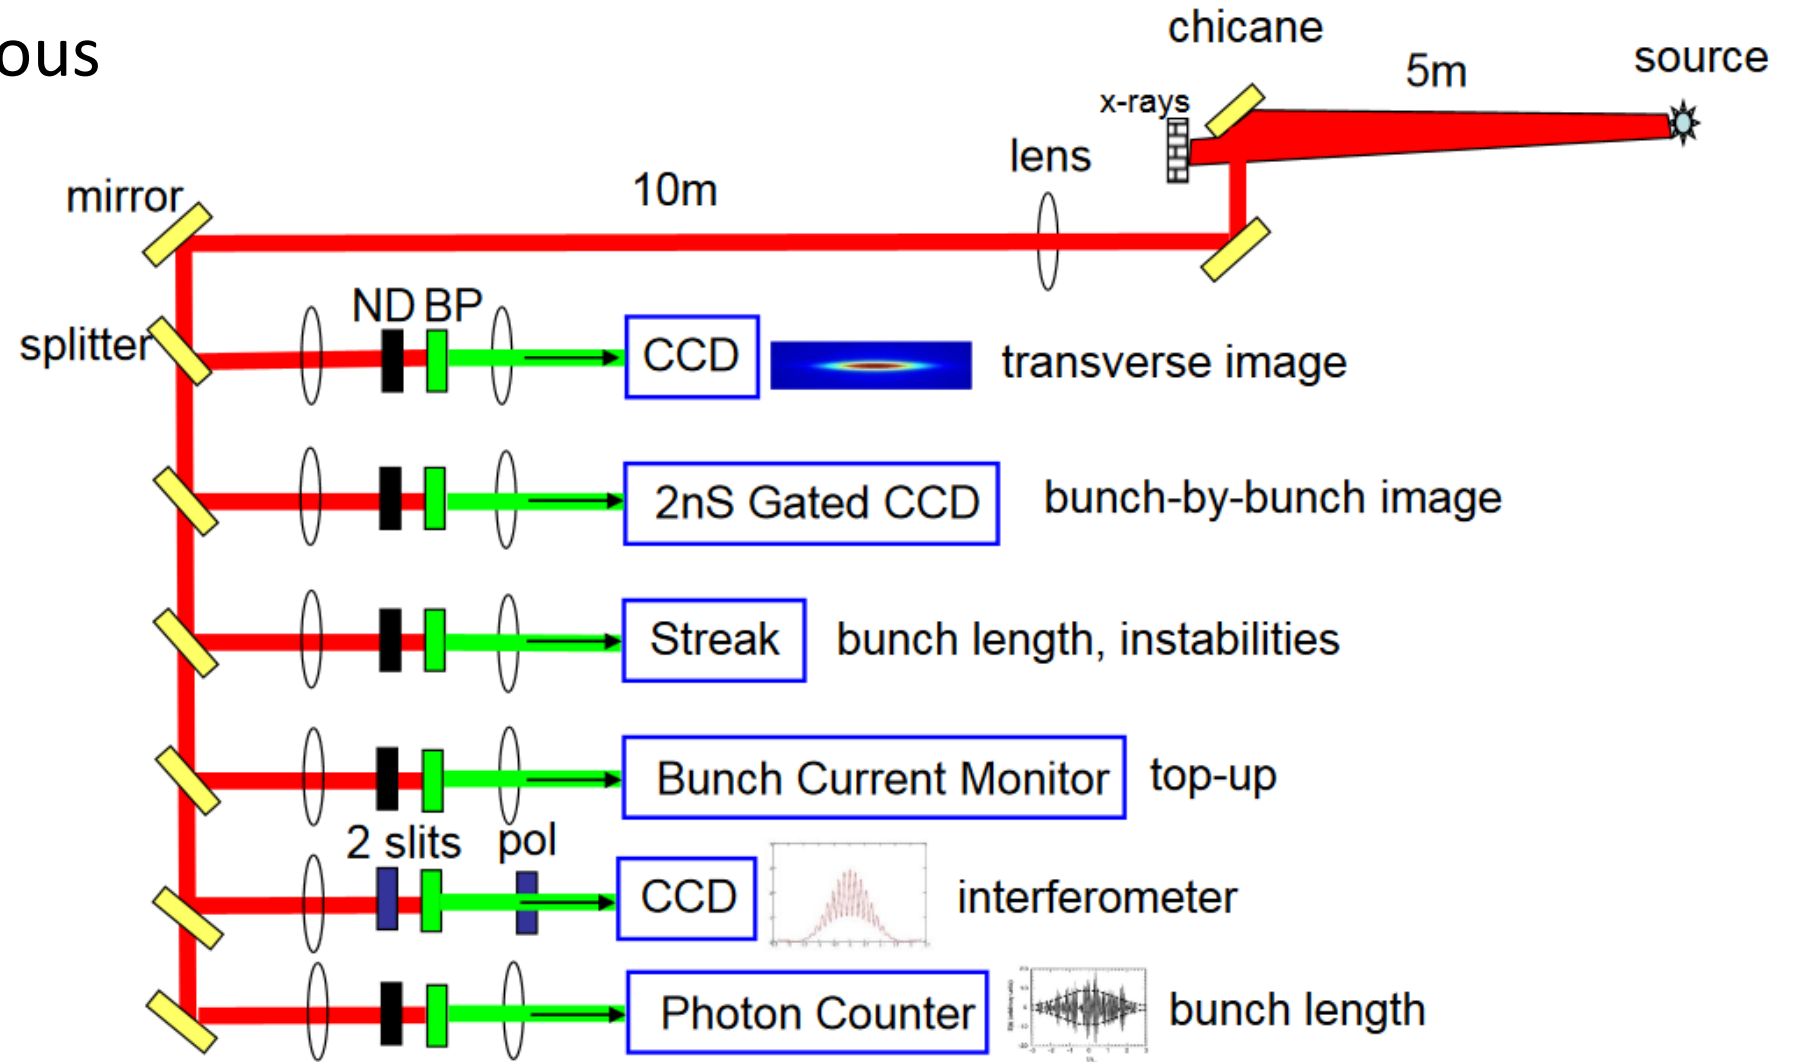 ous
chicane
5m
source
x-rays
lens
mirror
10m
ND BP
splitter
CCD
transverse image
2nS Gated CCD
bunch-by-bunch image
Streak
bunch length, instabilities
Bunch Current Monitor
top-up
2 slits
pol
CCD
interferometer
Photon Counter
bunch length